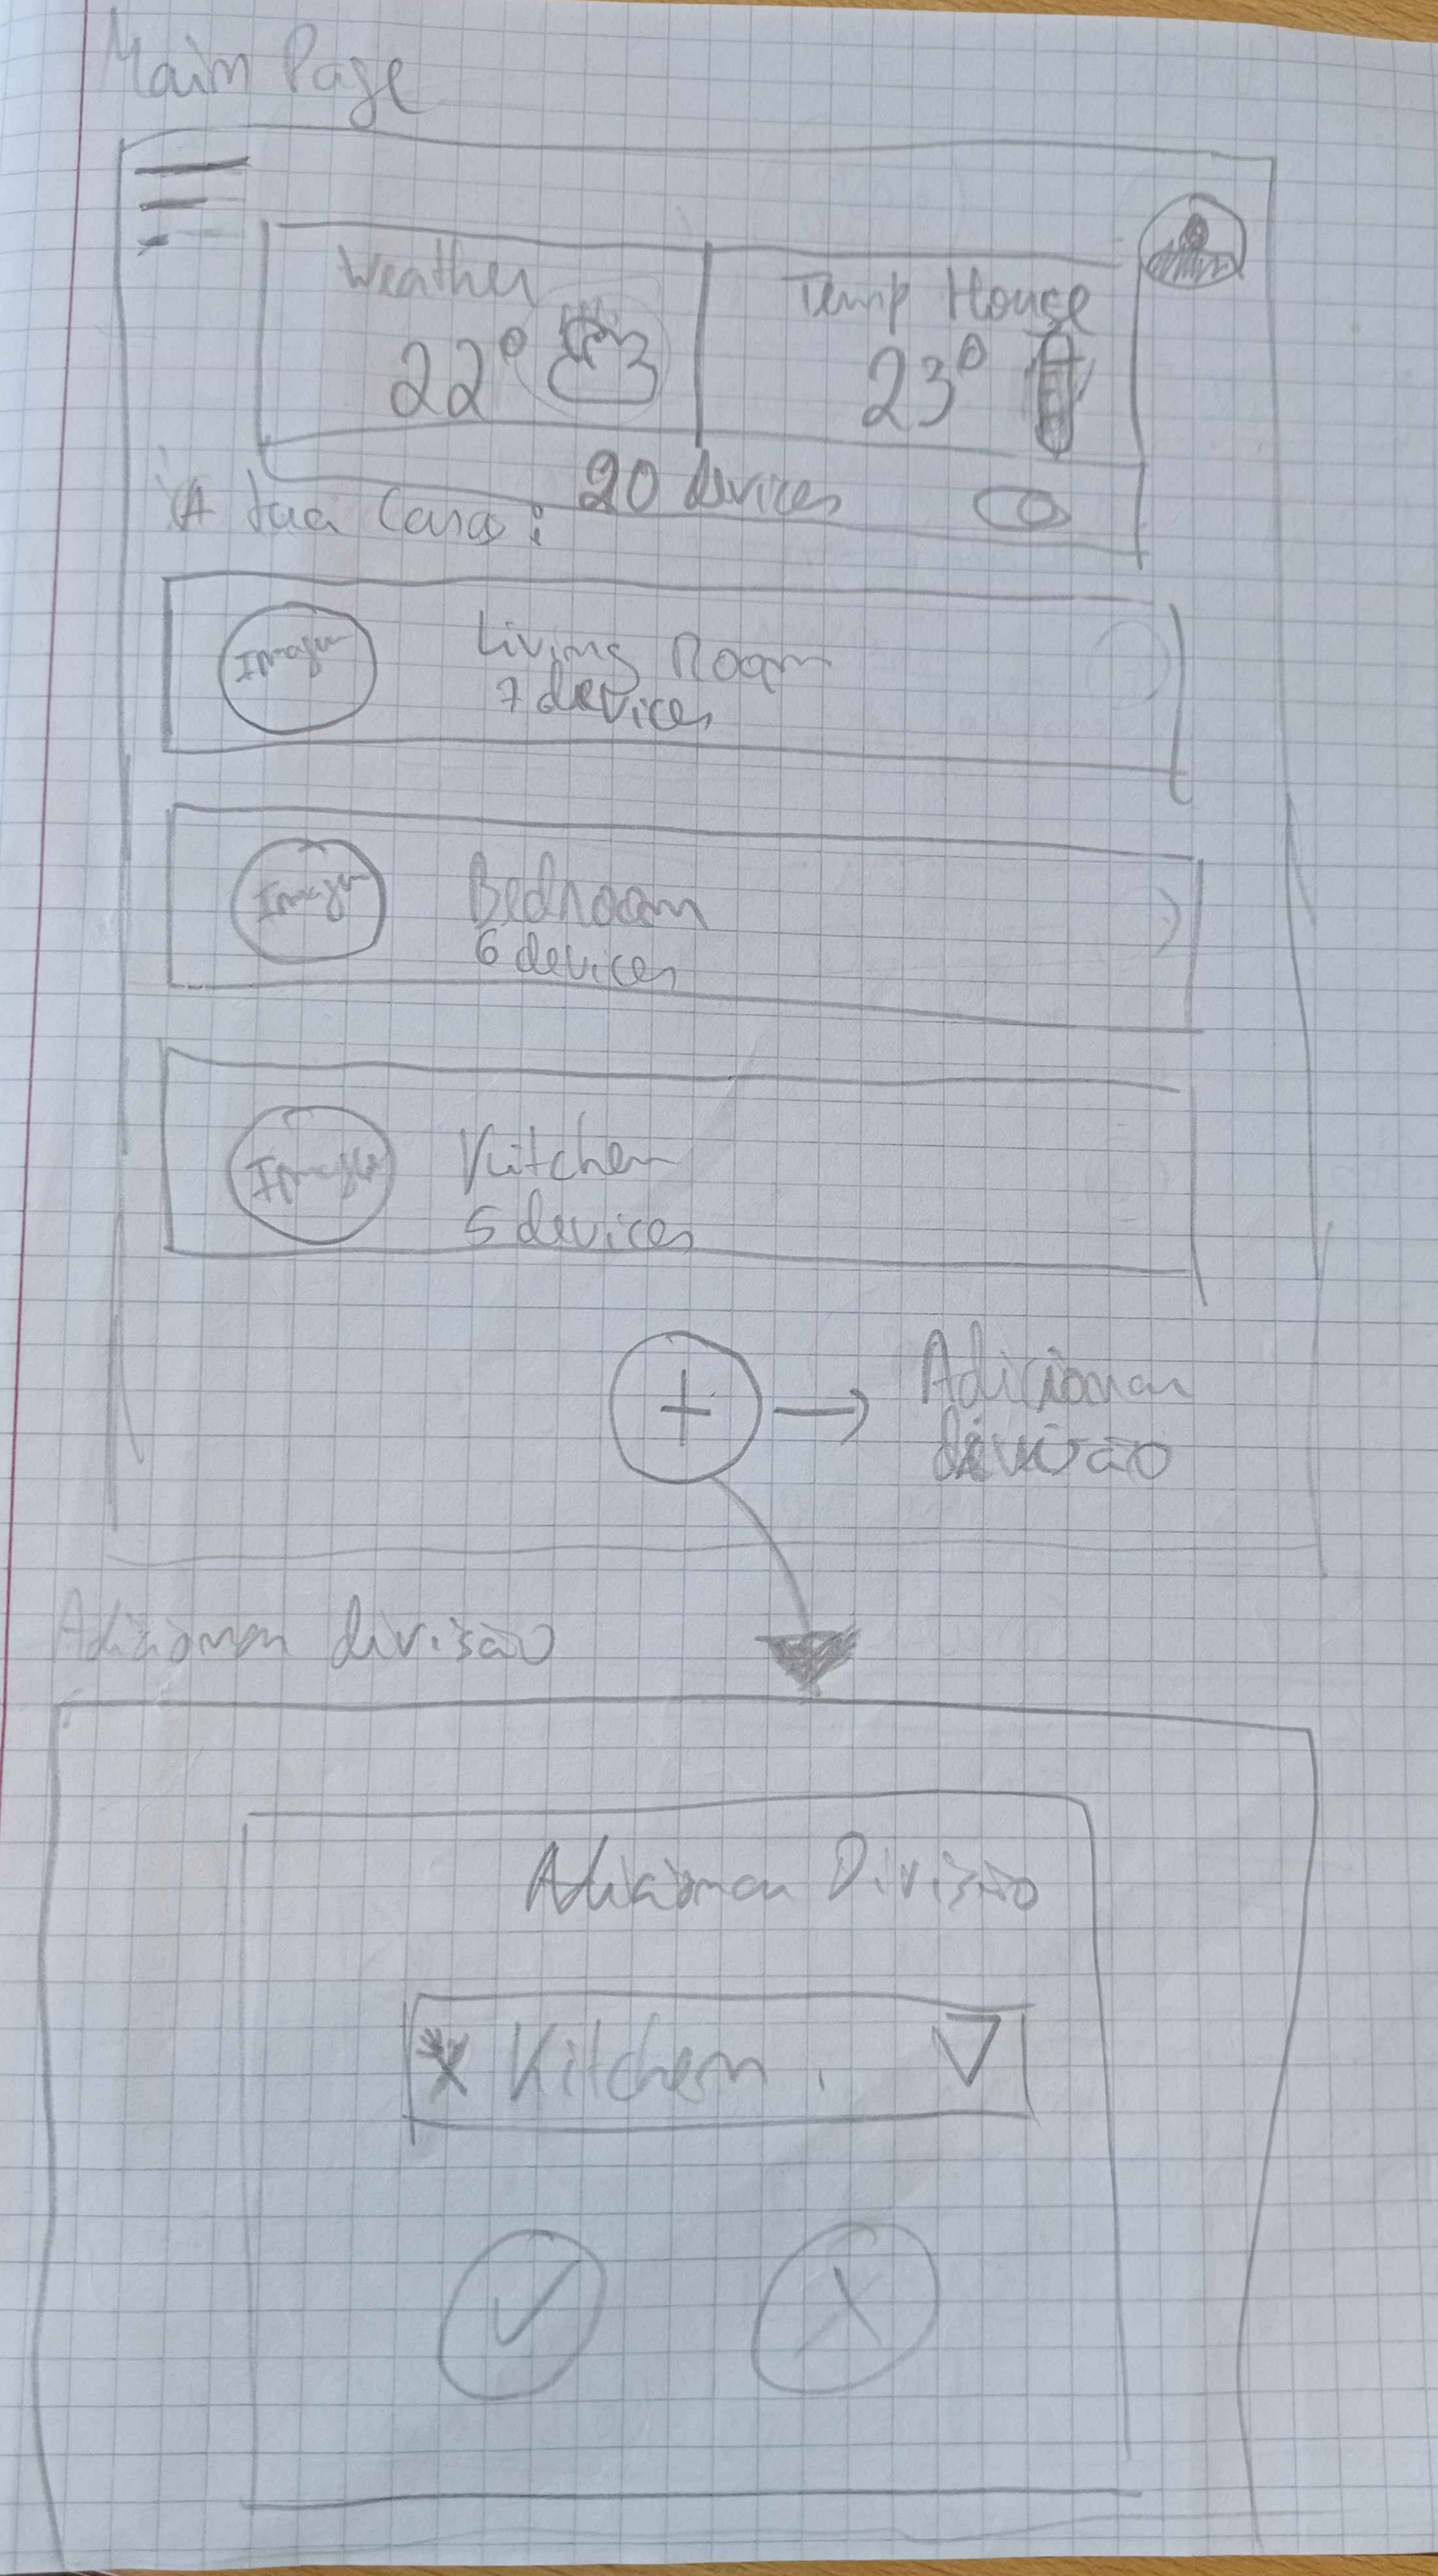 Main Page
Weather
22°
Temp House
23°
20 devices
A tua Casa:
Imagem
Living Room
7 devices
Imagem
Bedroom
6 devices
Imagem
Kitchen
5 devices
+ → Adicionar
divisão
Adicionar divisão
Adicionar Divisão
Kitchen